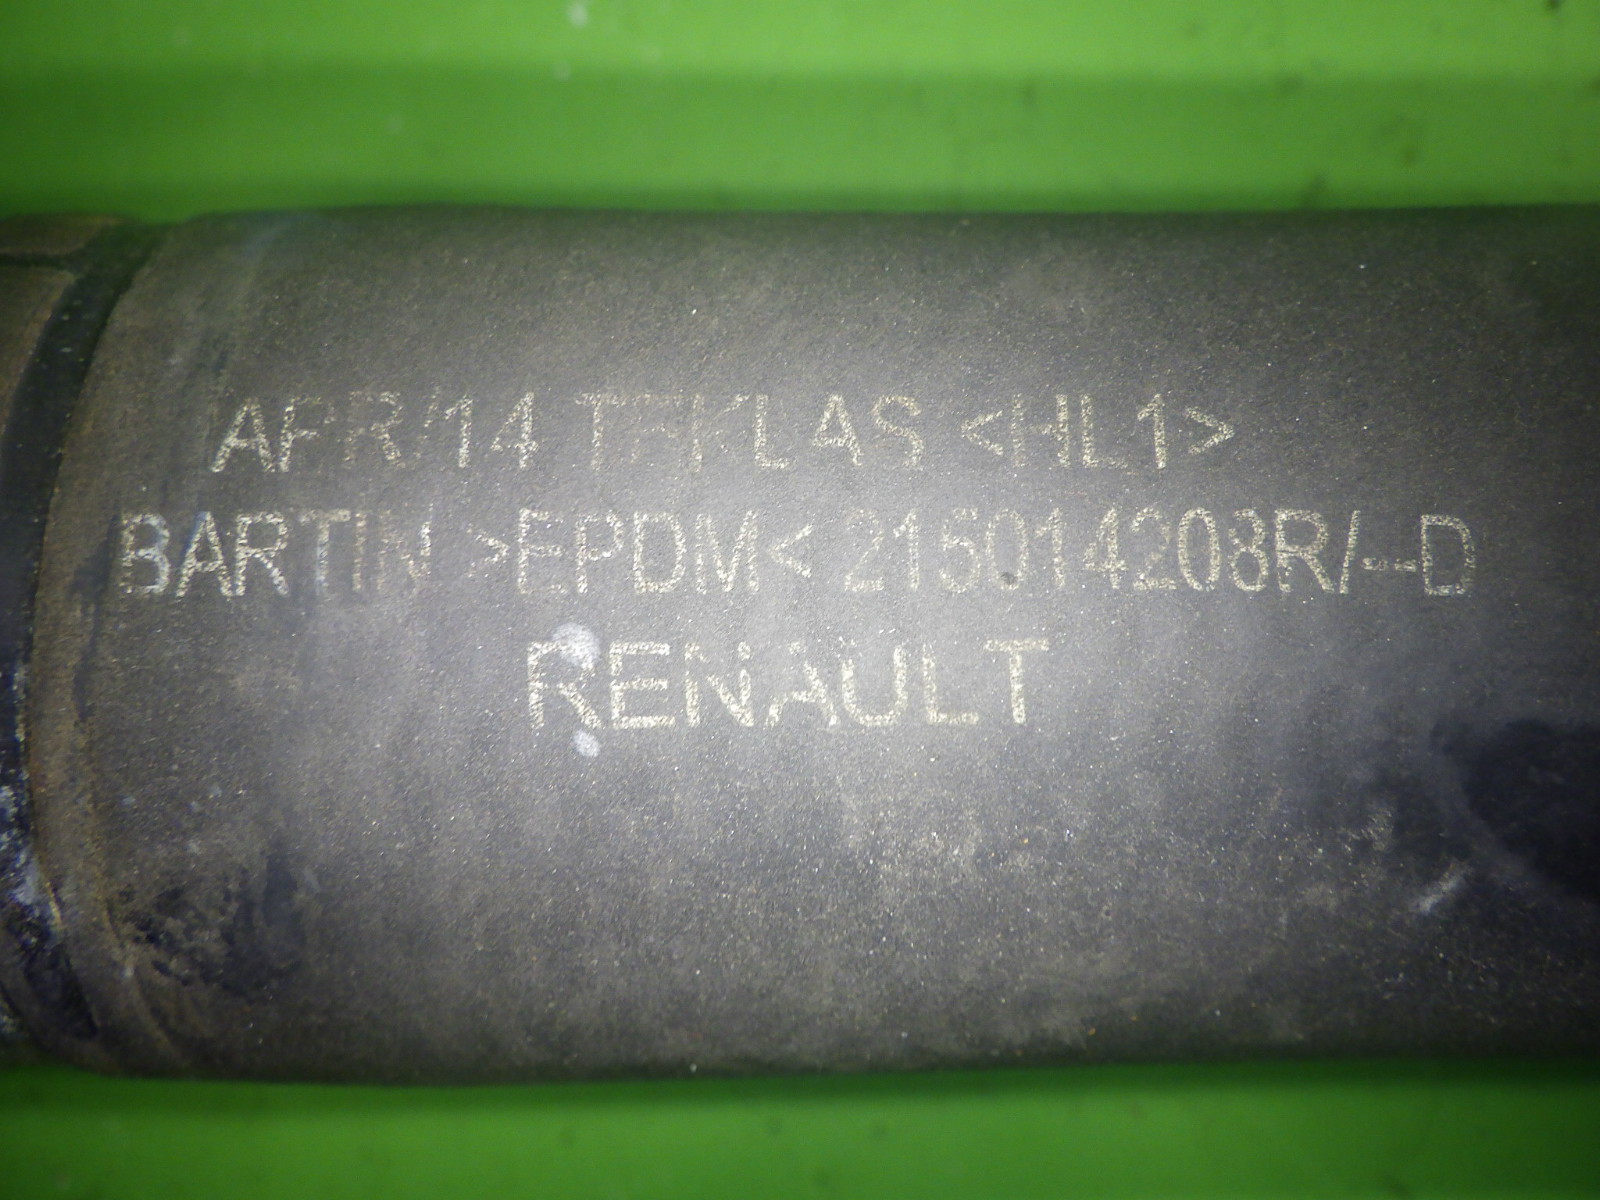 APR/14 TEKLAS <HL1>
BARTIN >EPDM< 215014208R/--D
RENAULT